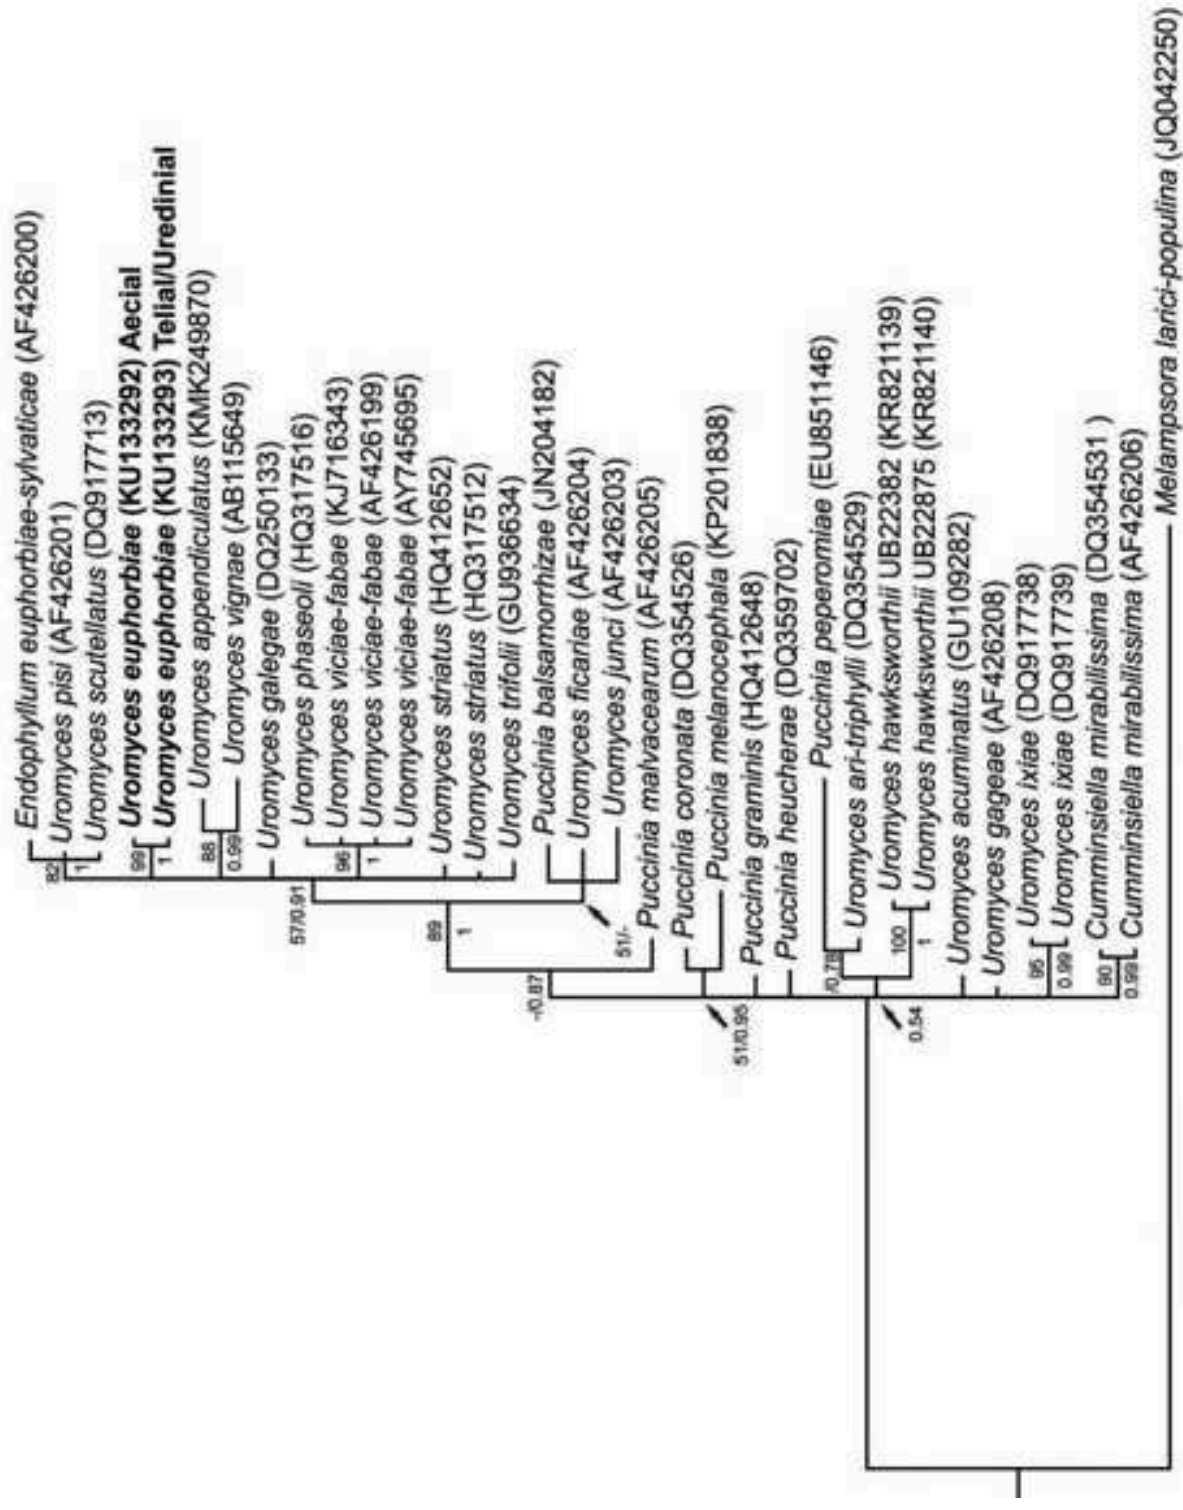 Endophyllum euphorbiae-sylvaticae (AF426200)
Uromyces pisi (AF426201)
82
1
Uromyces scutellatus (DQ917713)
Uromyces euphorbiae (KU133292) Aecial
99
1
Uromyces euphorbiae (KU133293) Telial/Uredinial
Uromyces appendiculatus (KMK249870)
88
0.99
Uromyces vignae (AB115649)
Uromyces galegae (DQ250133)
57/0.91
Uromyces phaseoli (HQ317516)
Uromyces viciae-fabae (KJ716343)
96
1
Uromyces viciae-fabae (AF426199)
Uromyces viciae-fabae (AY745695)
Uromyces striatus (HQ412652)
89
1
Uromyces striatus (HQ317512)
Uromyces trifolii (GU936634)
Puccinia balsamorrhizae (JN204182)
Uromyces ficariae (AF426204)
51/-
Uromyces junci (AF426203)
-/0.87
Puccinia malvacearum (AF426205)
Puccinia coronata (DQ354526)
Puccinia melanocephala (KP201838)
51/0.95
Puccinia graminis (HQ412648)
Puccinia heucherae (DQ359702)
Puccinia peperomiae (EU851146)
/0.78
Uromyces ari-triphylli (DQ354529)
Uromyces hawksworthii UB22382 (KR821139)
100
1
Uromyces hawksworthii UB22875 (KR821140)
0.54
Uromyces acuminatus (GU109282)
Uromyces gageae (AF426208)
Uromyces ixiae (DQ917738)
95
0.99
Uromyces ixiae (DQ917739)
Cumminsiella mirabilissima (DQ354531 )
90
0.99
Cumminsiella mirabilissima (AF426206)
Melampsora larici-populina (JQ042250)